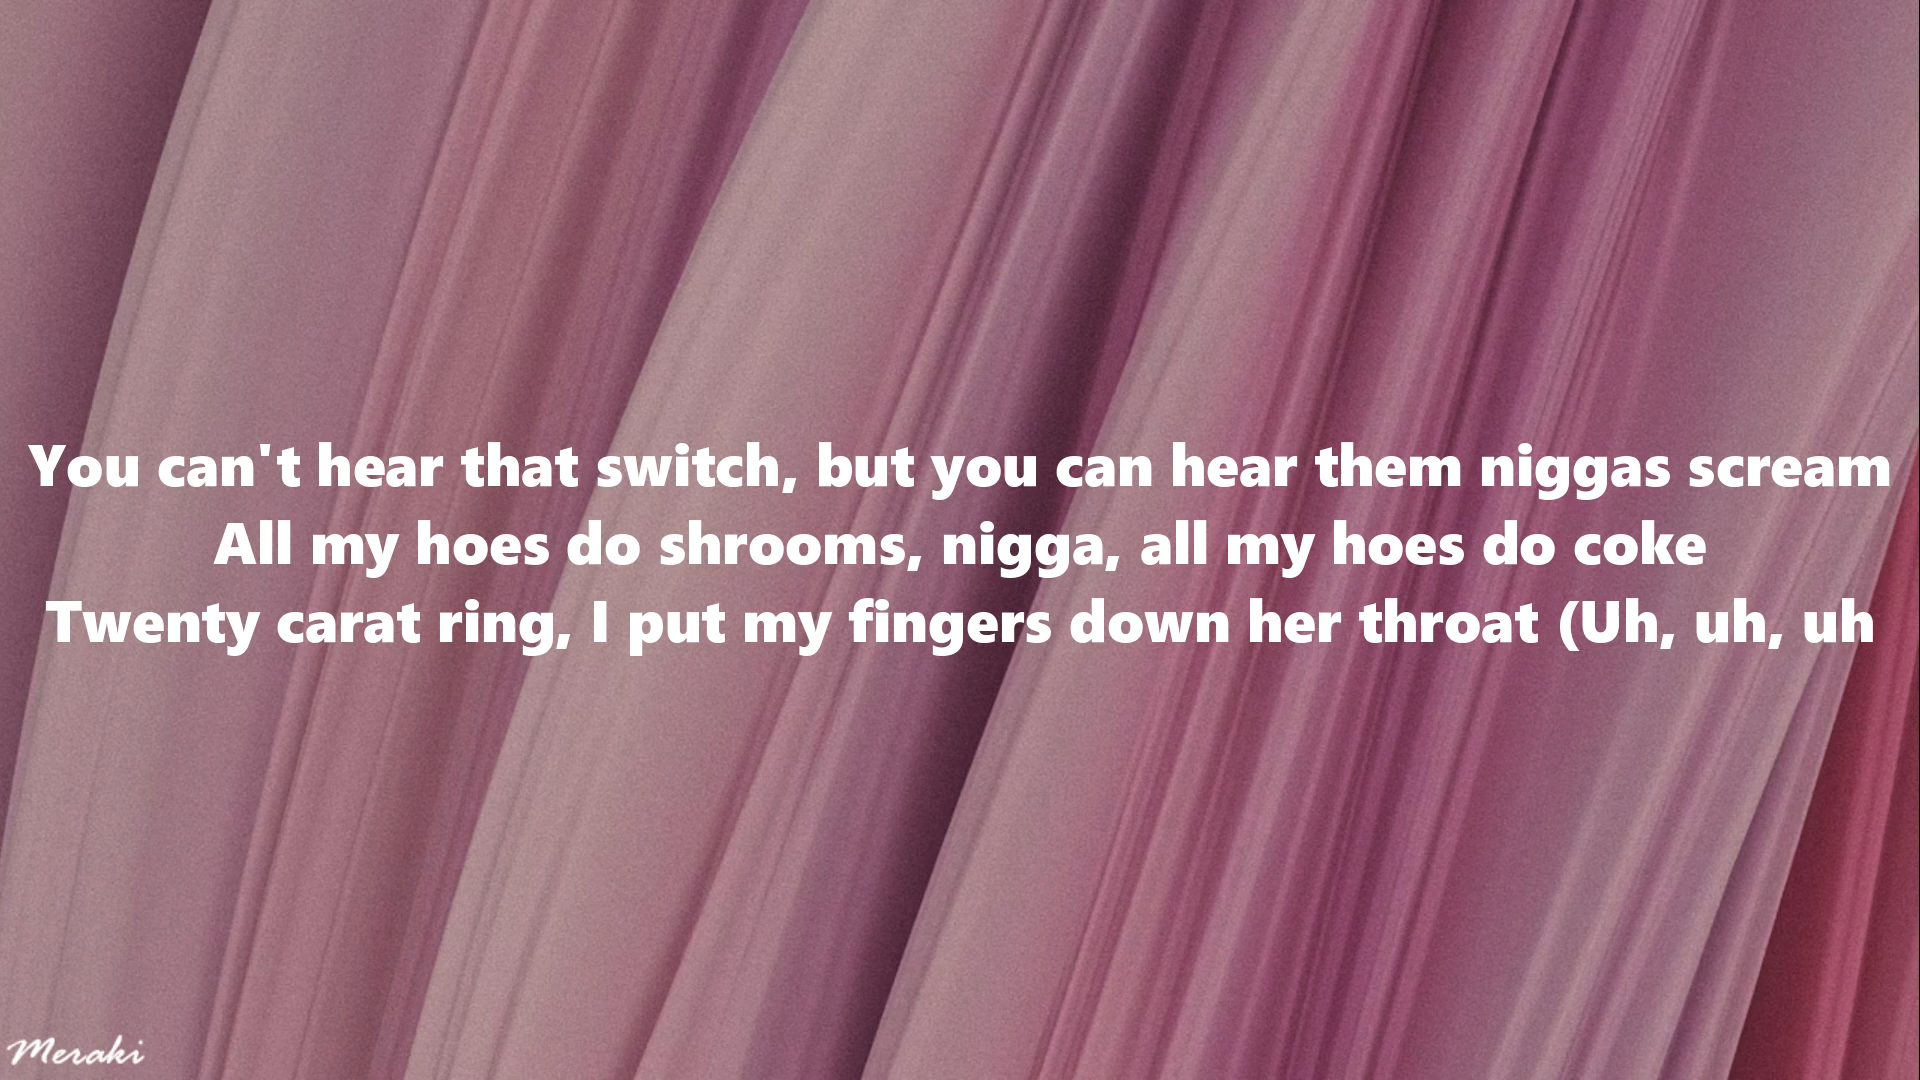 You can't hear that switch, but you can hear them niggas scream
All my hoes do shrooms, nigga, all my hoes do coke
Twenty carat ring, I put my fingers down her throat (Uh, uh, uh
Meraki